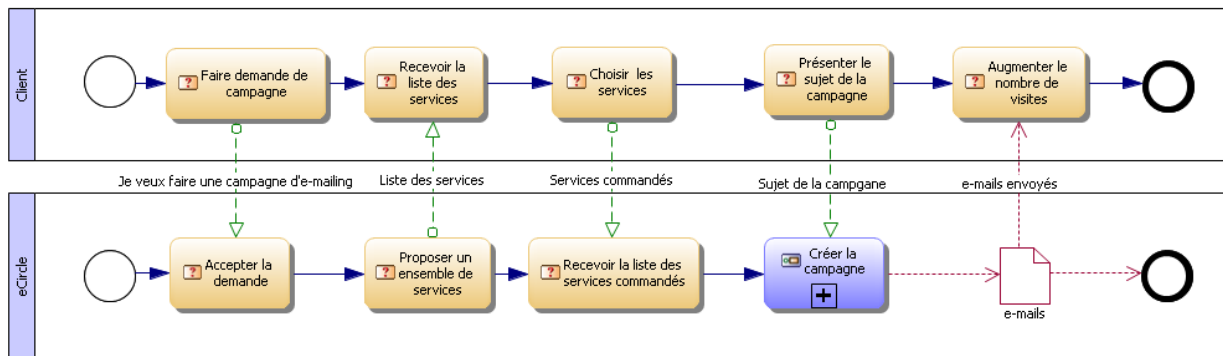 Client
Faire demande de
campagne
Recevoir la
liste des
services
Choisir les
services
Présenter le
sujet de la
campagne
Augmenter le
nombre de
visites
Je veux faire une campagne d'e-mailing
Liste des services
Services commandés
Sujet de la campgane
e-mails envoyés
eCircle
Accepter la
demande
Proposer un
ensemble de
services
Recevoir la liste des
services commandés
Créer la
campagne
e-mails